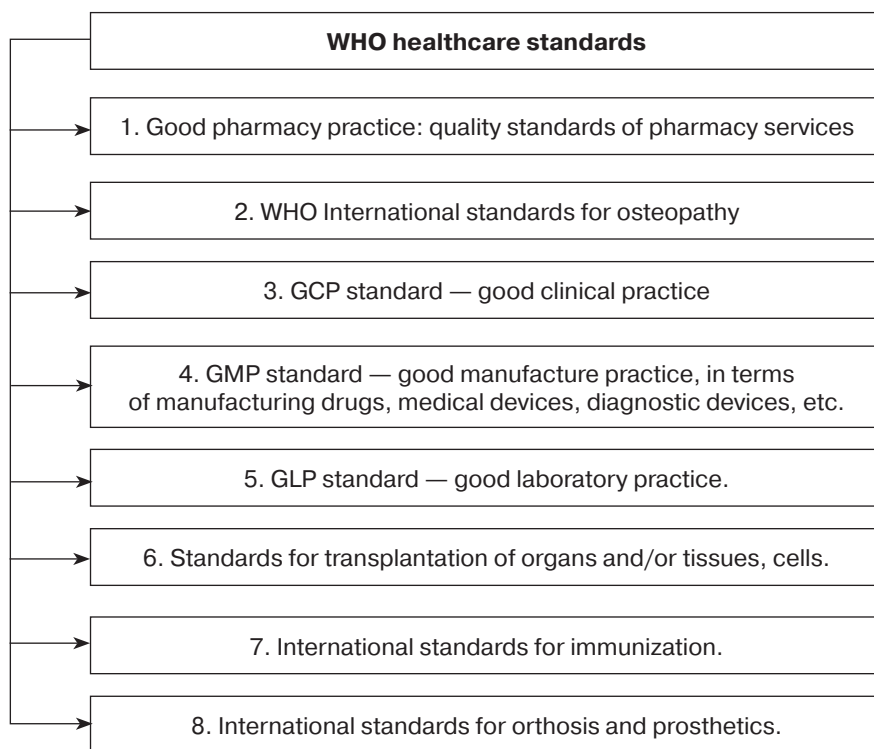 WHO healthcare standards
1. Good pharmacy practice: quality standards of pharmacy services
2. WHO International standards for osteopathy
3. GCP standard — good clinical practice
4. GMP standard — good manufacture practice, in terms
of manufacturing drugs, medical devices, diagnostic devices, etc.
5. GLP standard — good laboratory practice.
6. Standards for transplantation of organs and/or tissues, cells.
7. International standards for immunization.
8. International standards for orthosis and prosthetics.